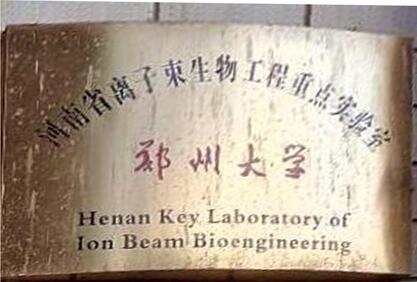 河南省离子束生物工程重点实验室
郑州大学
Henan Key Laboratory of
Ion Beam Bioengineering